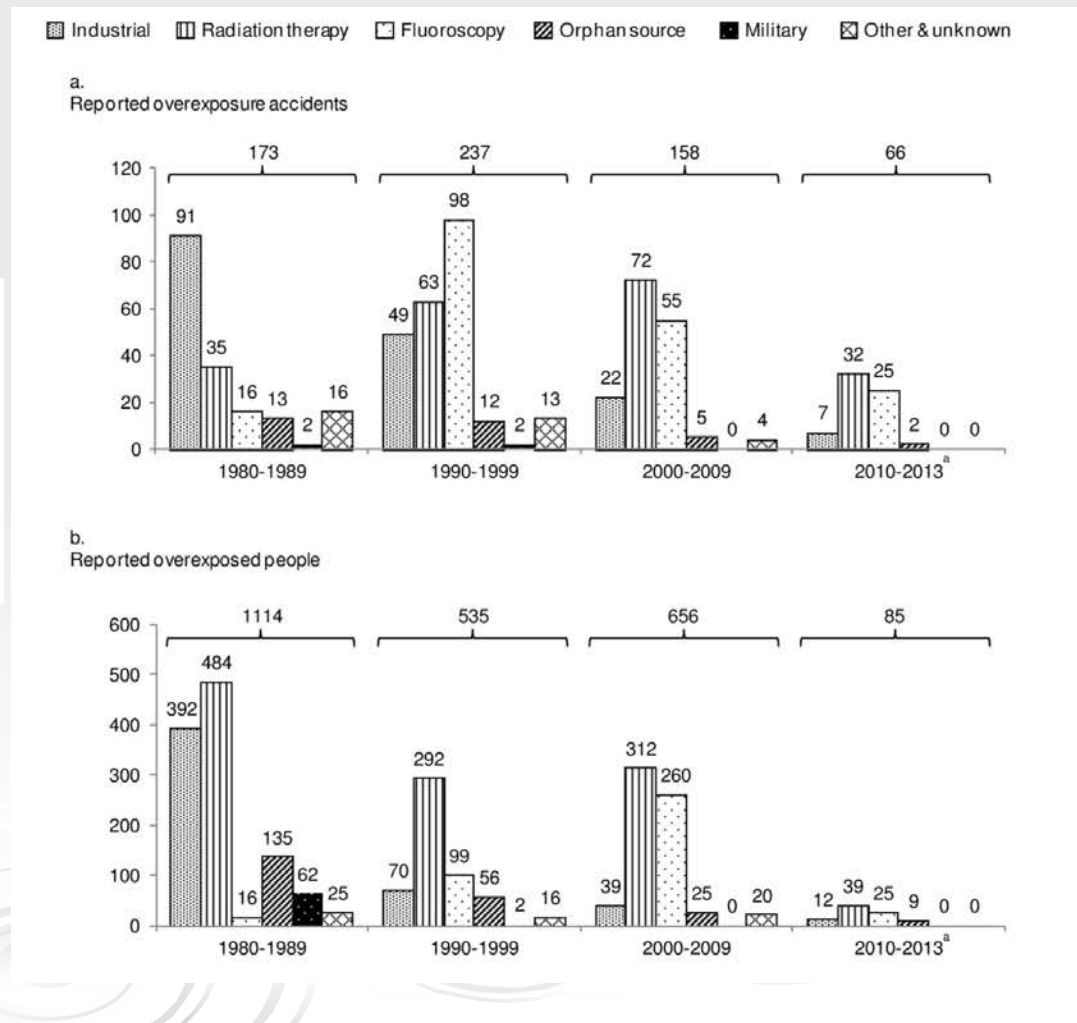 Industrial Radiation therapy Fluoroscopy Orphan source Military Other & unknown
a.
Reported overexposure accidents
173 237 158 66
120
100
80
60
40
20
0
91 35 16 13 2 16
49 63 98 12 2 13
22 72 55 5 0 4
7 32 25 2 0 0
1980-1989 1990-1999 2000-2009 2010-2013ᵃ
b.
Reported overexposed people
1114 535 656 85
600
500
400
300
200
100
0
392 484 16 135 62 25
70 292 99 56 2 16
39 312 260 25 0 20
12 39 25 9 0 0
1980-1989 1990-1999 2000-2009 2010-2013ᵃ